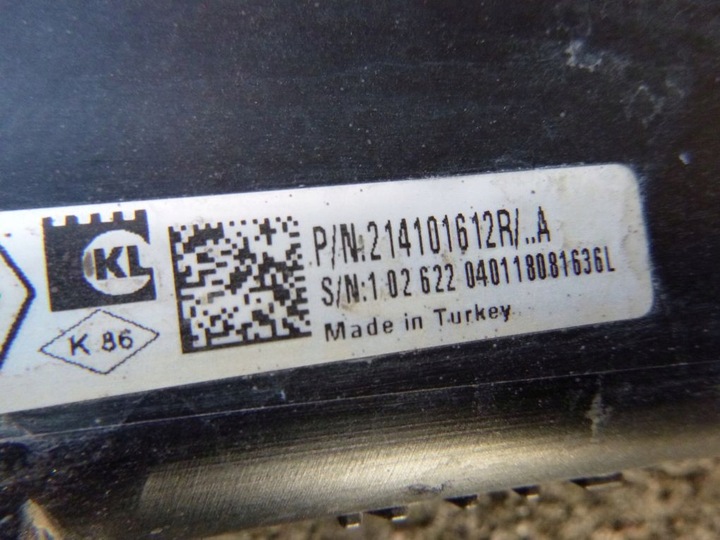 KL
K 86
P/N:214101612R/..A
S/N:1 02 622 040118081636L
Made in Turkey